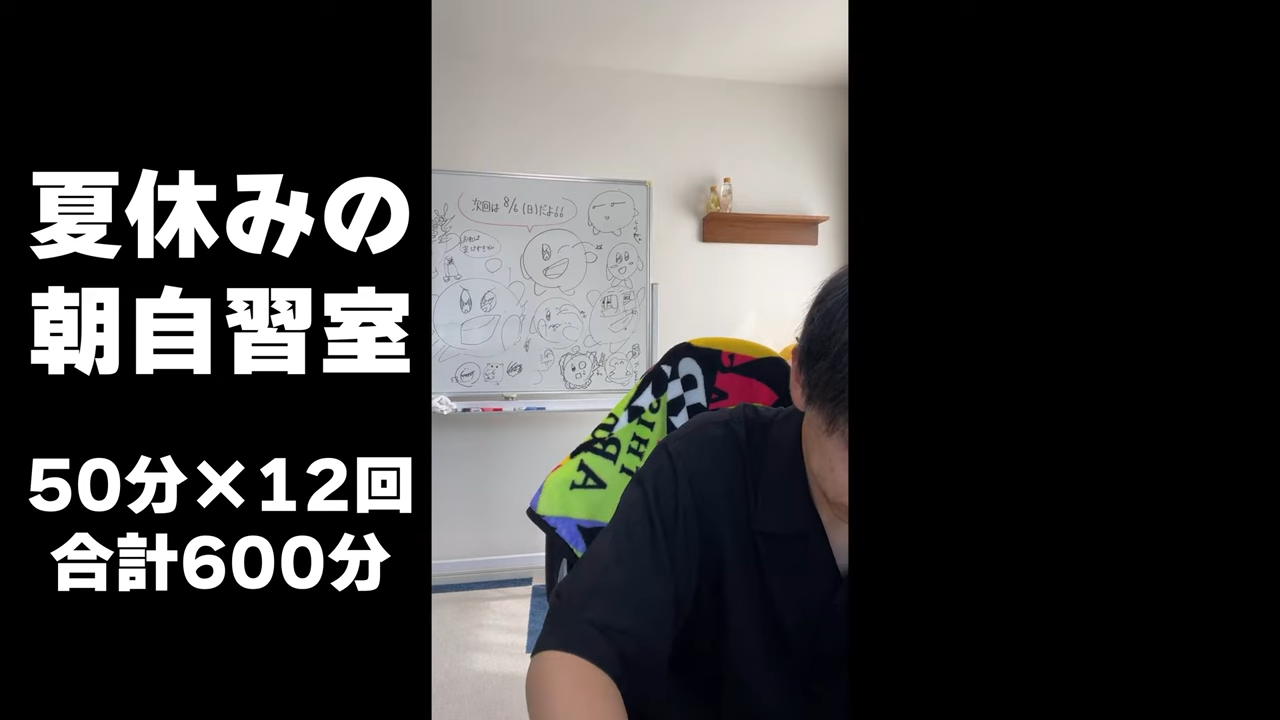 夏休みの
朝自習室
50分×12回
合計600分
次回は 8/6 (日)だよ!!